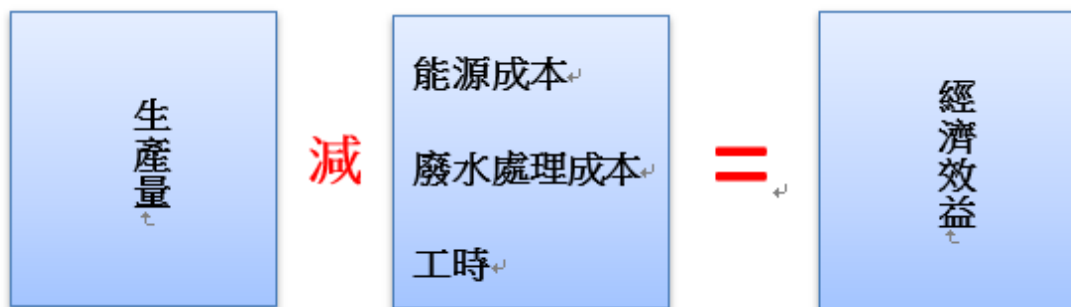 生產量
減
能源成本
廢水處理成本
工時
=
經濟效益